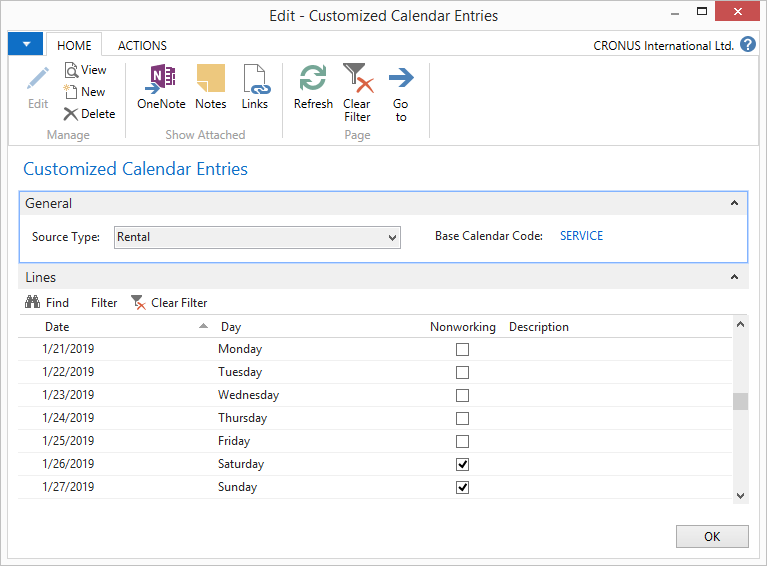 Edit - Customized Calendar Entries
HOME ACTIONS CRONUS International Ltd. ?
Edit
View
New
Delete
Manage
OneNote Notes Links
Show Attached
Refresh Clear Filter Go to
Page
Customized Calendar Entries
General
Source Type: Rental Base Calendar Code: SERVICE
Lines
Find Filter Clear Filter
Date Day Nonworking Description
1/21/2019 Monday
1/22/2019 Tuesday
1/23/2019 Wednesday
1/24/2019 Thursday
1/25/2019 Friday
1/26/2019 Saturday
1/27/2019 Sunday
OK